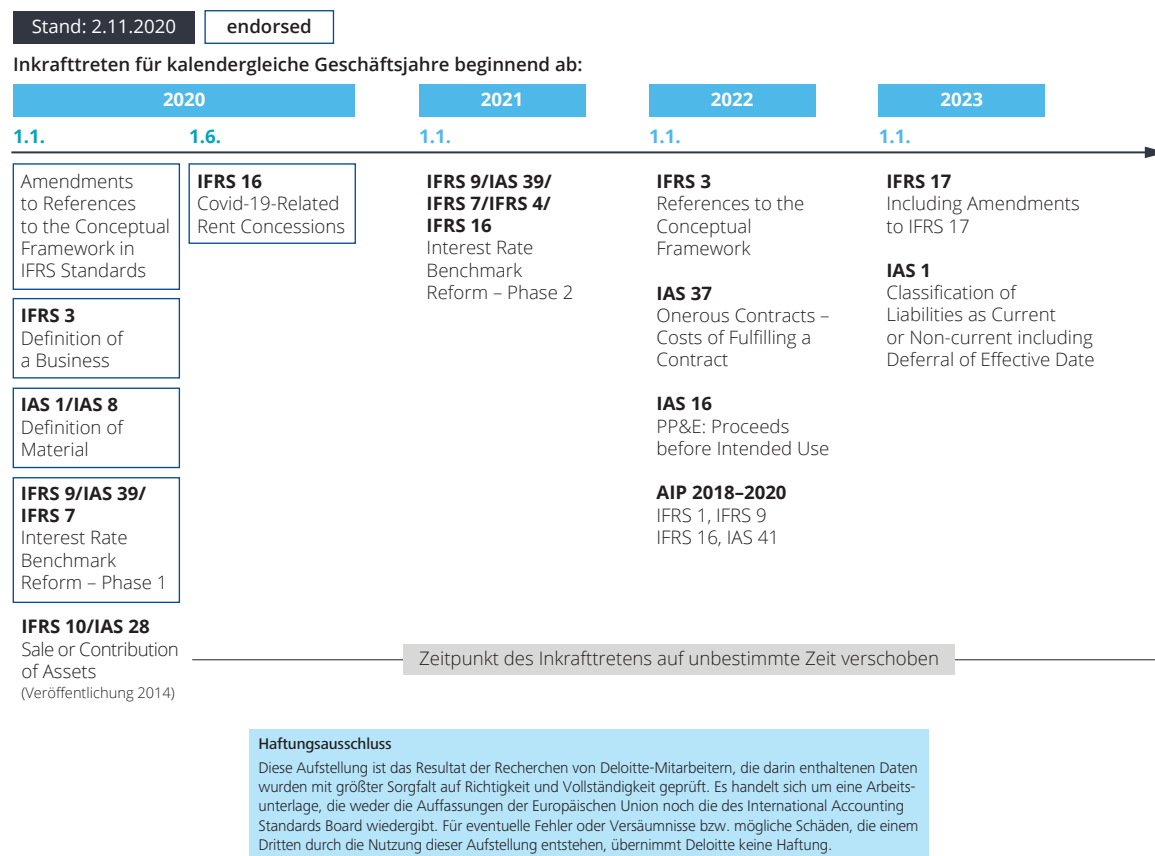 Stand: 2.11.2020
endorsed
Inkrafttreten für kalendergleiche Geschäftsjahre beginnend ab:
2020
2021
2022
2023
1.1.
1.6.
1.1.
1.1.
1.1.
Amendments
to References
to the Conceptual
Framework in
IFRS Standards
IFRS 3
Definition of
a Business
IAS 1/IAS 8
Definition of
Material
IFRS 9/IAS 39/
IFRS 7
Interest Rate
Benchmark
Reform – Phase 1
IFRS 10/IAS 28
Sale or Contribution
of Assets
(Veröffentlichung 2014)
IFRS 16
Covid-19-Related
Rent Concessions
IFRS 9/IAS 39/
IFRS 7/IFRS 4/
IFRS 16
Interest Rate
Benchmark
Reform – Phase 2
IFRS 3
References to the
Conceptual
Framework
IAS 37
Onerous Contracts –
Costs of Fulfilling a
Contract
IAS 16
PP&E: Proceeds
before Intended Use
AIP 2018–2020
IFRS 1, IFRS 9
IFRS 16, IAS 41
IFRS 17
Including Amendments
to IFRS 17
IAS 1
Classification of
Liabilities as Current
or Non-current including
Deferral of Effective Date
Zeitpunkt des Inkrafttretens auf unbestimmte Zeit verschoben
Haftungsausschluss
Diese Aufstellung ist das Resultat der Recherchen von Deloitte-Mitarbeitern, die darin enthaltenen Daten
wurden mit größter Sorgfalt auf Richtigkeit und Vollständigkeit geprüft. Es handelt sich um eine Arbeits-
unterlage, die weder die Auffassungen der Europäischen Union noch die des International Accounting
Standards Board wiedergibt. Für eventuelle Fehler oder Versäumnisse bzw. mögliche Schäden, die einem
Dritten durch die Nutzung dieser Aufstellung entstehen, übernimmt Deloitte keine Haftung.